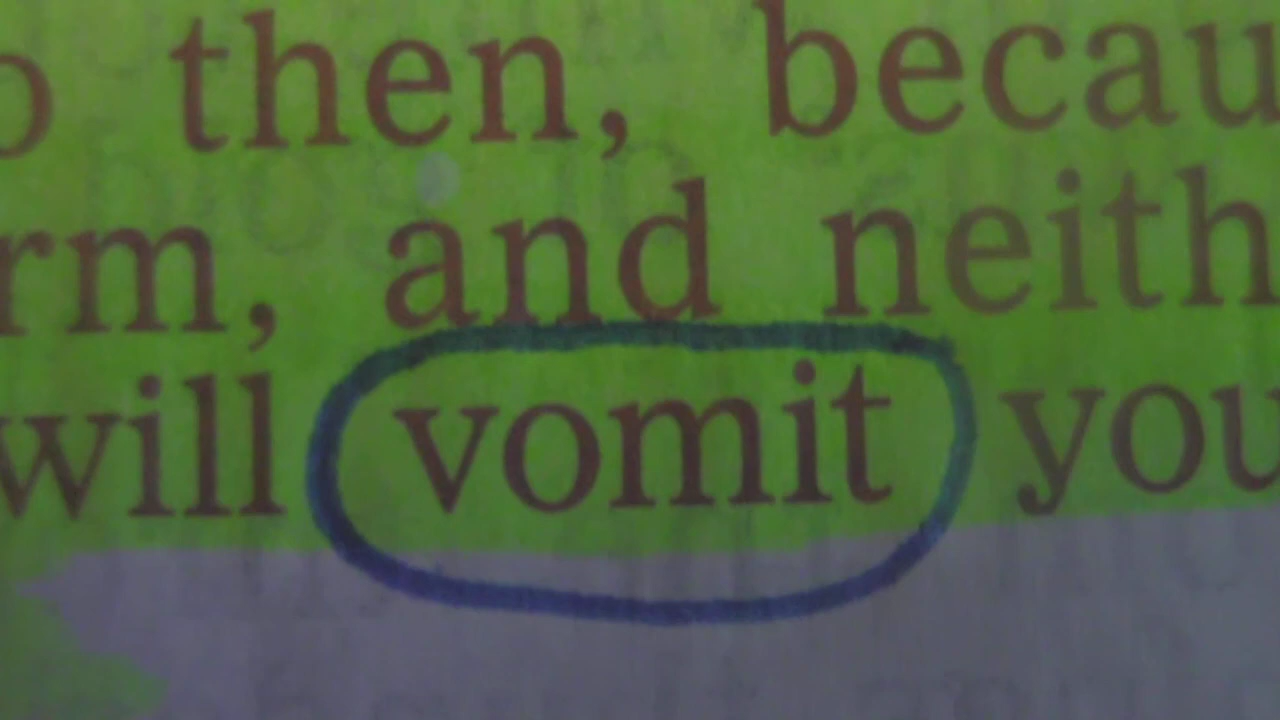 o then, becau
rm, and neith
will vomit you